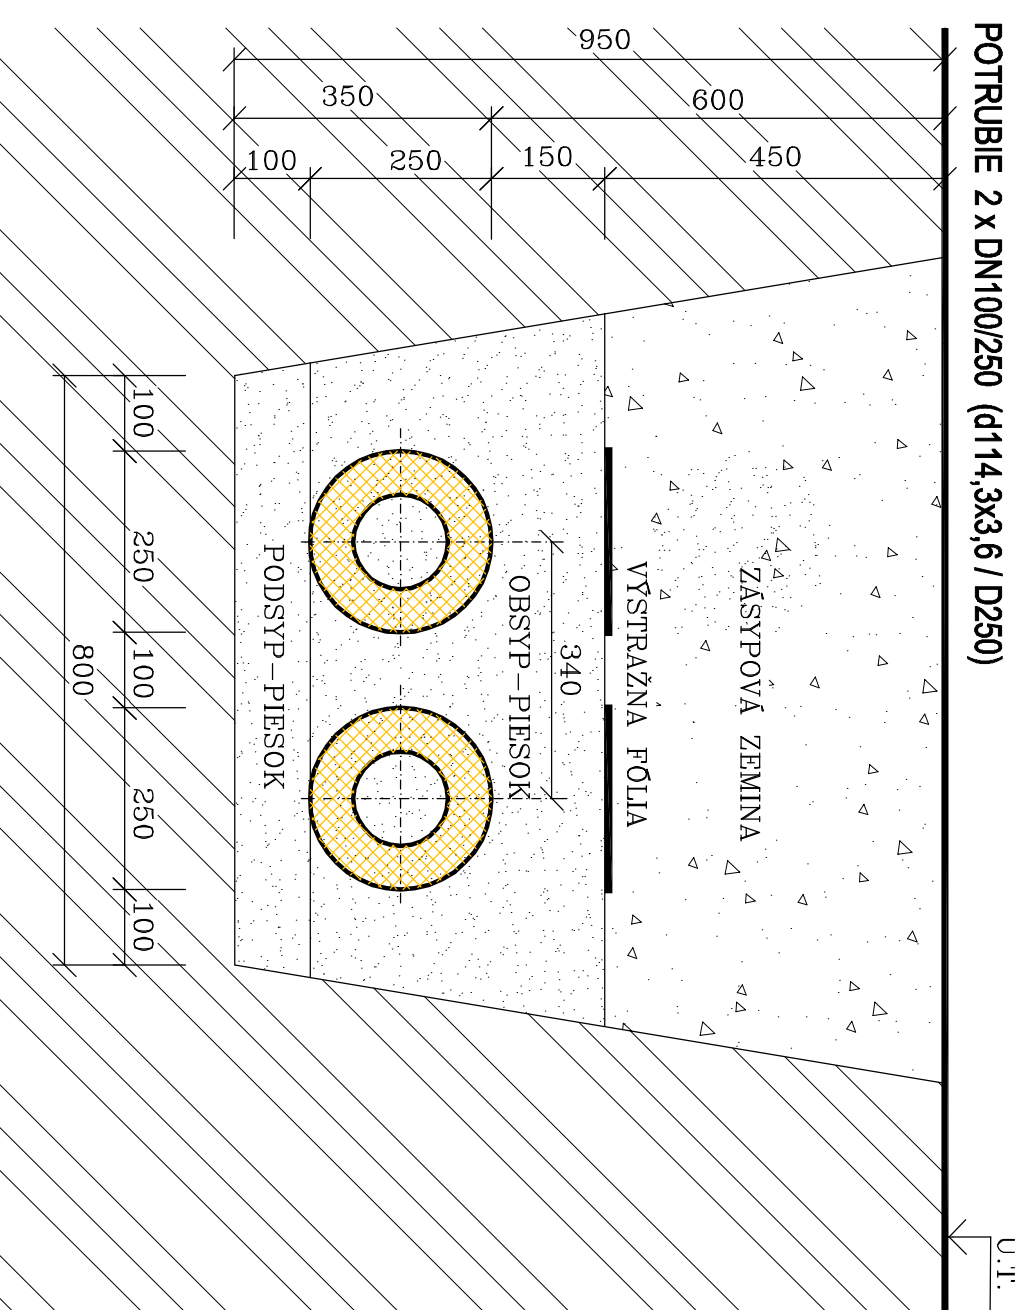 POTRUBIE 2 x DN100/250 (d114,3x3,6 / D250)
U.T.
950
600
350
450
150
250
100
ZÁSYPOVÁ ZEMINA
VÝSTRAŽNA FÓLIA
340
OBSYP-PIESOK
PODSYP-PIESOK
100
250
100
250
100
800